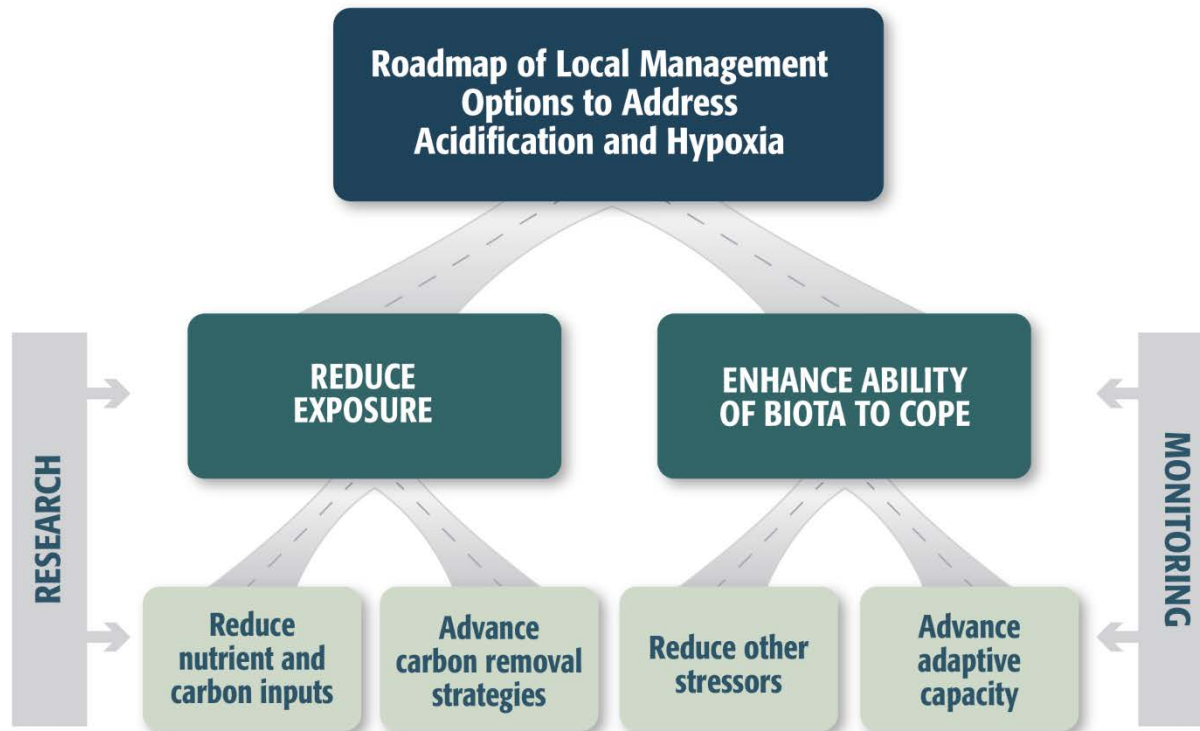 Roadmap of Local Management
Options to Address
Acidification and Hypoxia
REDUCE
EXPOSURE
ENHANCE ABILITY
OF BIOTA TO COPE
RESEARCH
MONITORING
Reduce
nutrient and
carbon inputs
Advance
carbon removal
strategies
Reduce other
stressors
Advance
adaptive
capacity